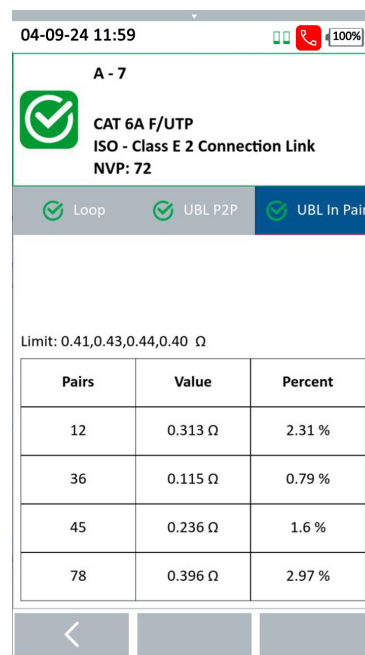 04-09-24 11:59
100%
A - 7
CAT 6A F/UTP
ISO - Class E 2 Connection Link
NVP: 72
Loop UBL P2P UBL In Pair
Limit: 0.41,0.43,0.44,0.40 Ω
Pairs Value Percent
12 0.313 Ω 2.31 %
36 0.115 Ω 0.79 %
45 0.236 Ω 1.6 %
78 0.396 Ω 2.97 %